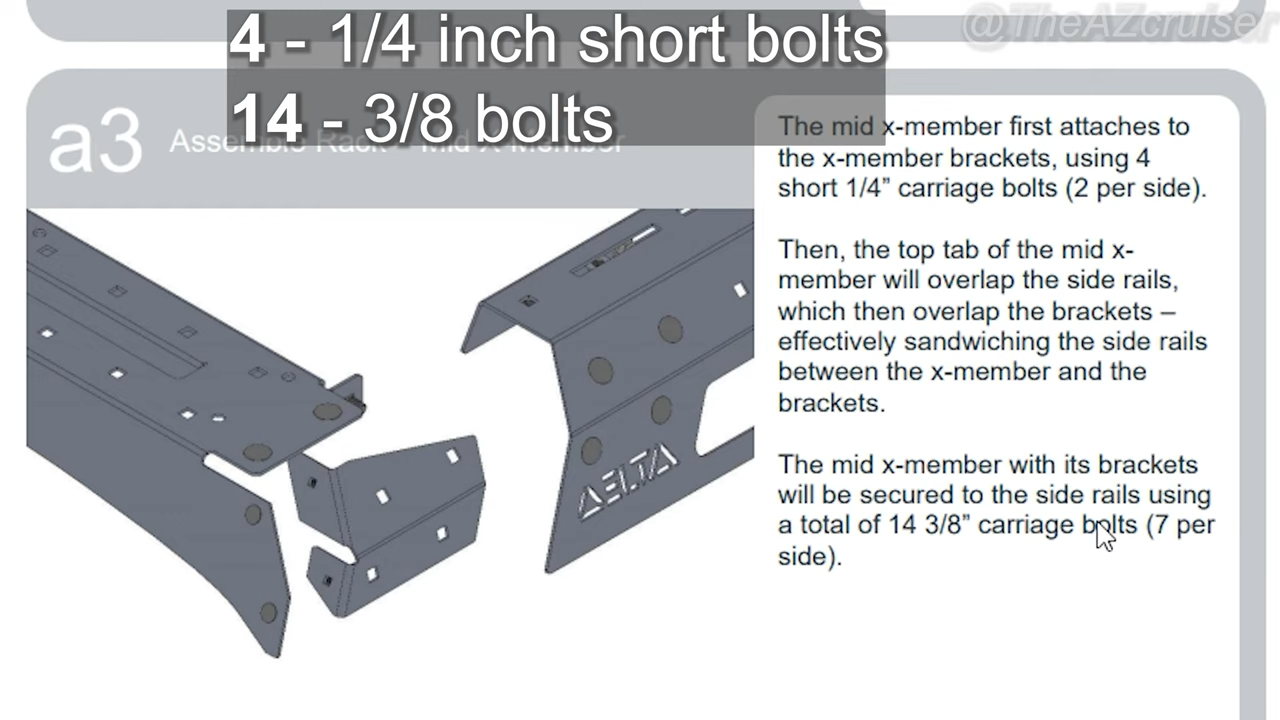 @TheAZcruiser
4 - 1/4 inch short bolts
14 - 3/8 bolts
a3
Assemble Rack – Mid X-Member
The mid x-member first attaches to
the x-member brackets, using 4
short 1/4” carriage bolts (2 per side).
Then, the top tab of the mid x-
member will overlap the side rails,
which then overlap the brackets –
effectively sandwiching the side rails
between the x-member and the
brackets.
The mid x-member with its brackets
will be secured to the side rails using
a total of 14 3/8” carriage bolts (7 per
side).
DELTA